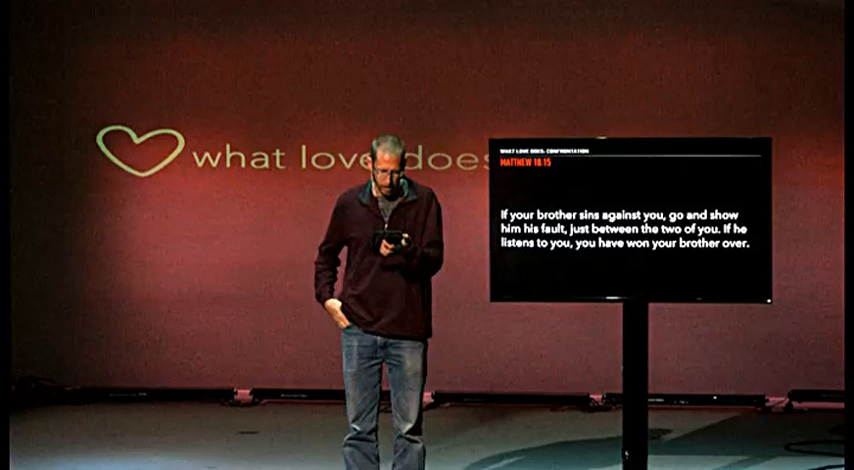 what love does
WHAT LOVE DOES: CONFRONTATION
MATTHEW 18:15
If your brother sins against you, go and show
him his fault, just between the two of you. If he
listens to you, you have won your brother over.